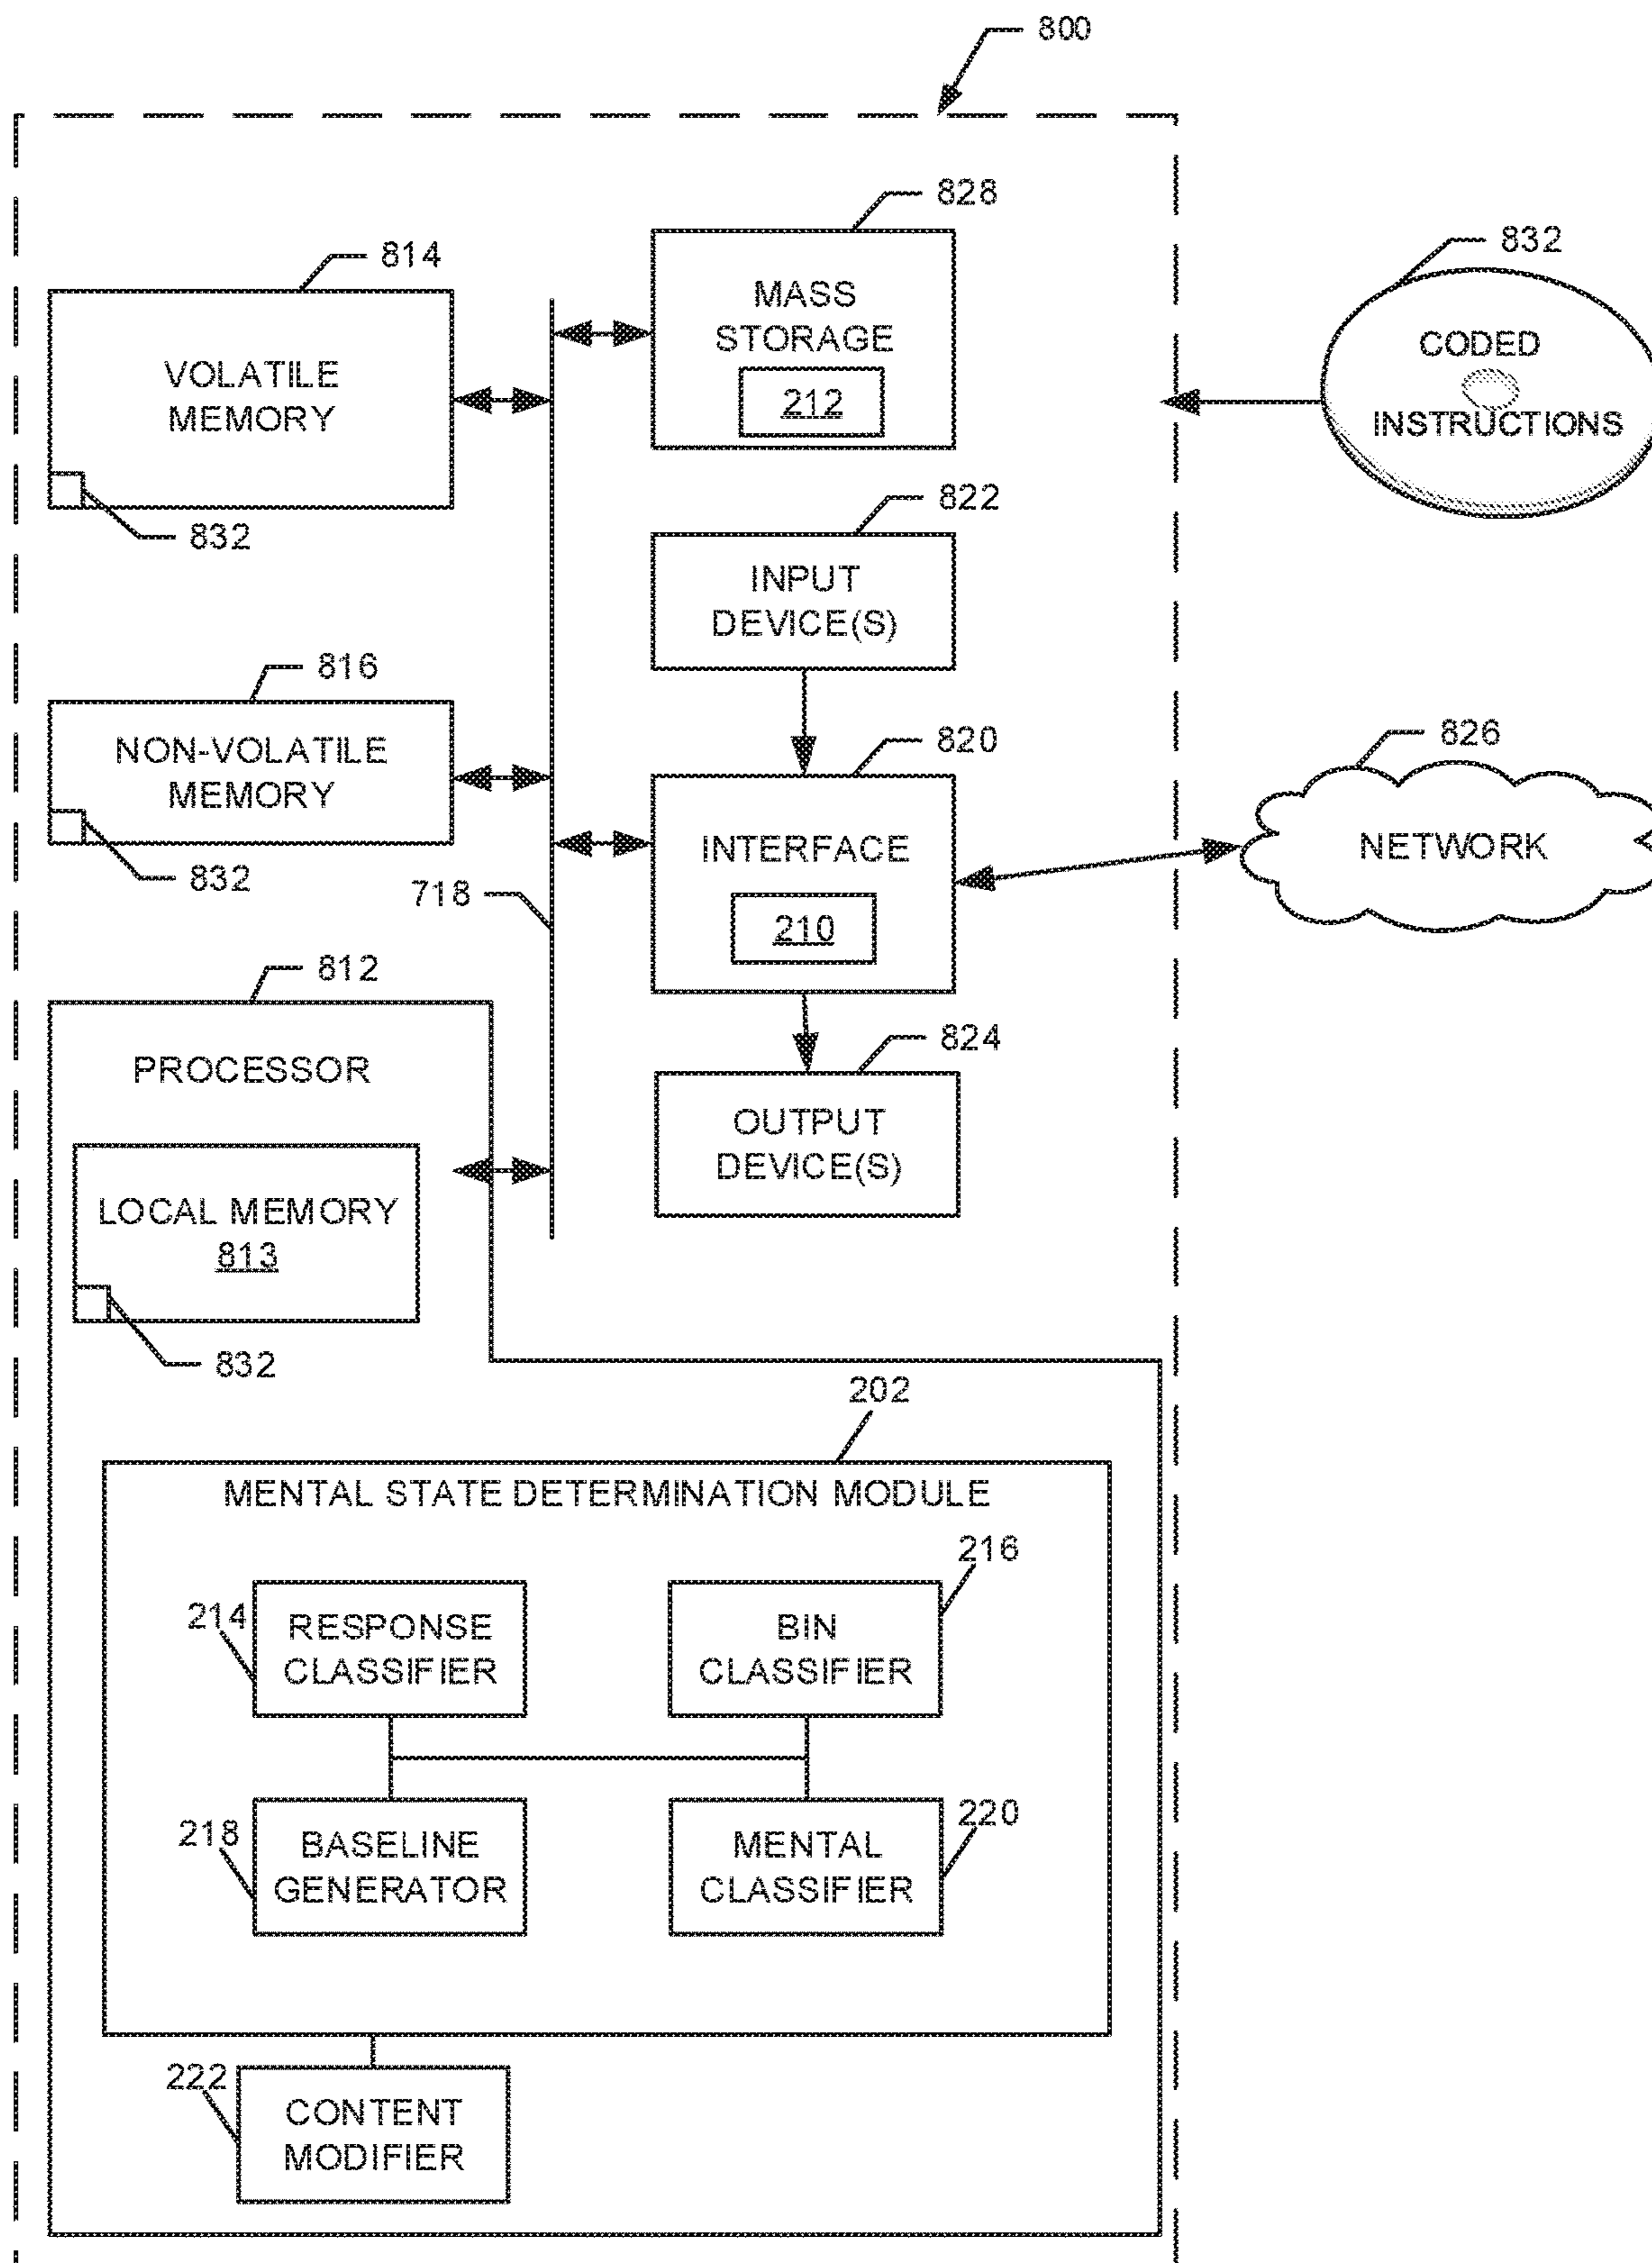 800
828
814
832
MASS
STORAGE
212
VOLATILE
MEMORY
832
CODED
INSTRUCTIONS
822
INPUT
DEVICE(S)
816
NON-VOLATILE
MEMORY
832
820
INTERFACE
210
826
NETWORK
718
812
PROCESSOR
LOCAL MEMORY
813
832
824
OUTPUT
DEVICE(S)
202
MENTAL STATE DETERMINATION MODULE
214
RESPONSE
CLASSIFIER
216
BIN
CLASSIFIER
218
BASELINE
GENERATOR
220
MENTAL
CLASSIFIER
222
CONTENT
MODIFIER